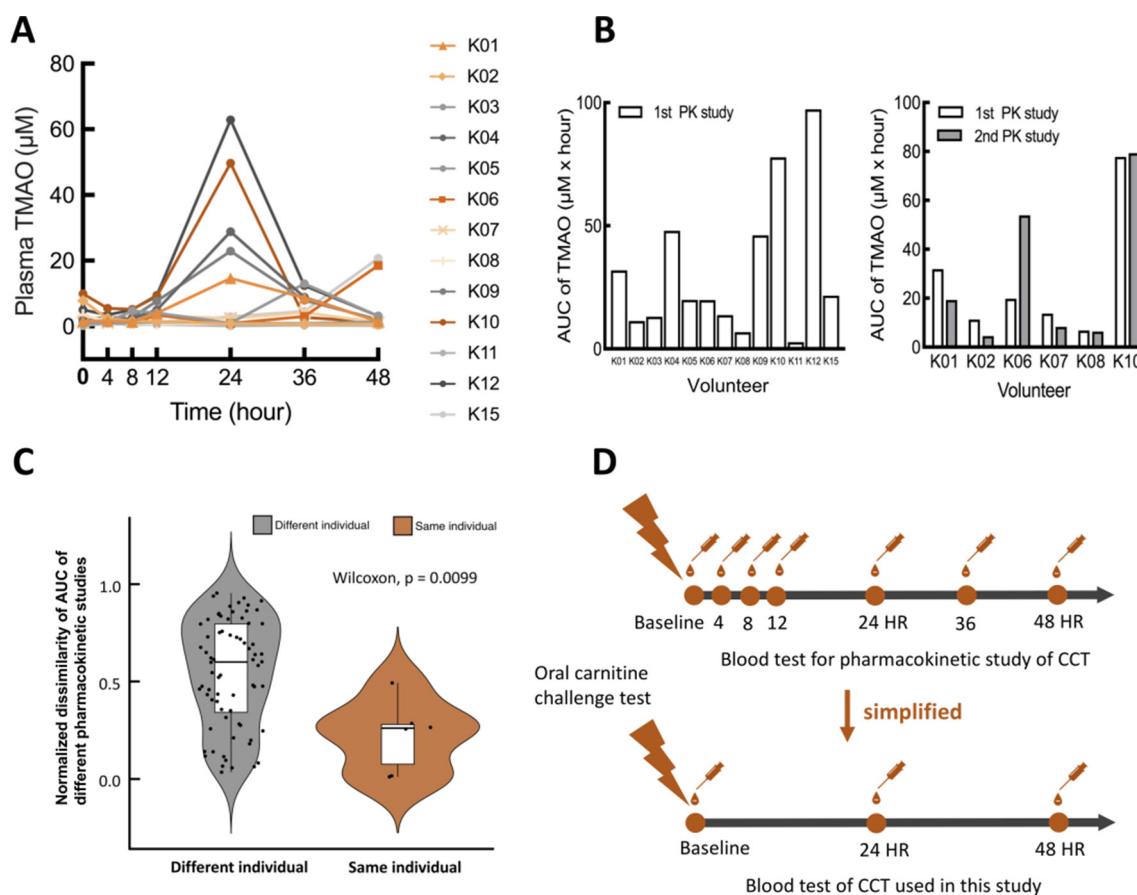 A
Plasma TMAO (µM)
80
60
40
20
0
0 4 8 12 24 36 48
Time (hour)
K01
K02
K03
K04
K05
K06
K07
K08
K09
K10
K11
K12
K15
B
AUC of TMAO (µM x hour)
100
50
0
1st PK study
K01 K02 K03 K04 K05 K06 K07 K08 K09 K10 K11 K12 K15
Volunteer
AUC of TMAO (µM x hour)
100
80
60
40
20
0
1st PK study
2nd PK study
K01 K02 K06 K07 K08 K10
Volunteer
C
Normalized dissimilarity of AUC of
different pharmacokinetic studies
1.0
0.5
0.0
Different individual
Same individual
Wilcoxon, p = 0.0099
Different individual Same individual
D
Baseline 4 8 12 24 HR 36 48 HR
Blood test for pharmacokinetic study of CCT
Oral carnitine
challenge test
simplified
Baseline 24 HR 48 HR
Blood test of CCT used in this study